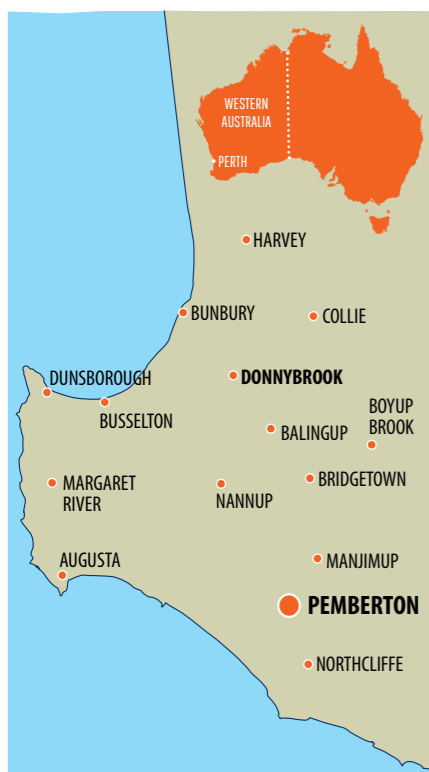 WESTERN
AUSTRALIA
PERTH
HARVEY
BUNBURY
COLLIE
DUNSBOROUGH
DONNYBROOK
BUSSELTON
BOYUP
BROOK
BALINGUP
MARGARET
RIVER
NANNUP
BRIDGETOWN
AUGUSTA
MANJIMUP
PEMBERTON
NORTHCLIFFE